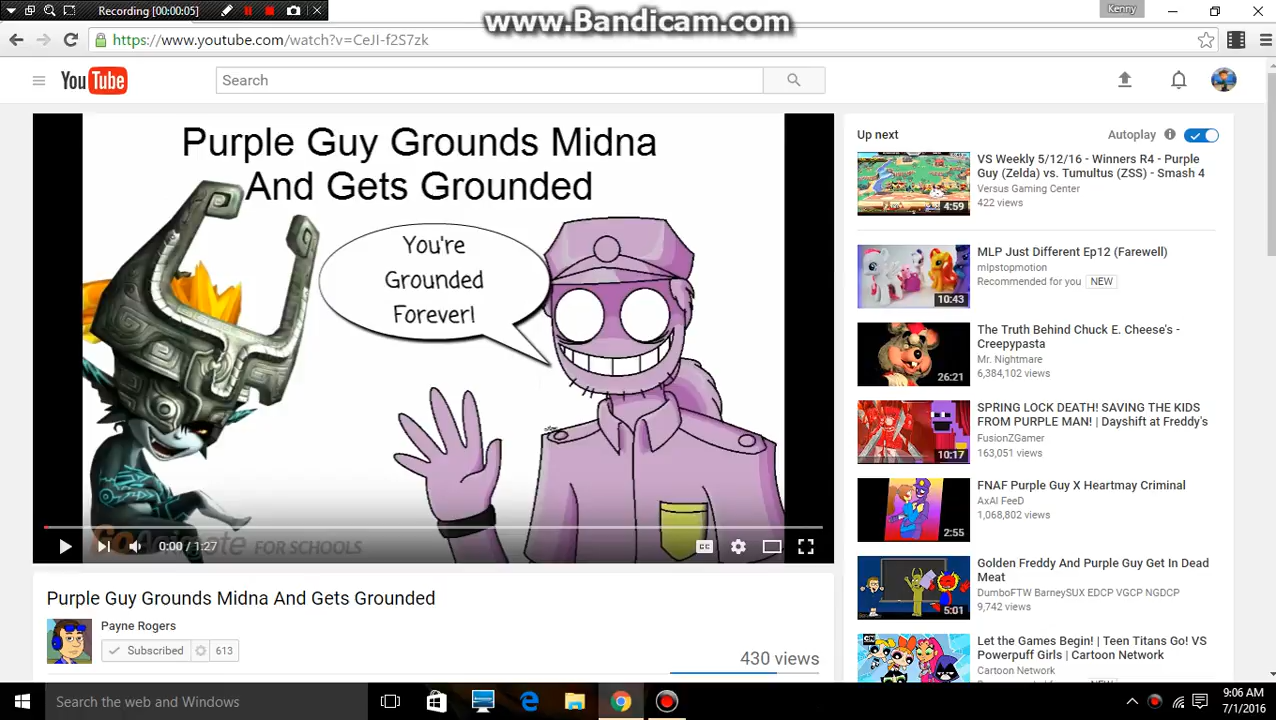 Recording [00:00:05]
www.Bandicam.com
Kenny
https://www.youtube.com/watch?v=CeJI-f2S7zk
YouTube
Search
Purple Guy Grounds Midna
And Gets Grounded
You're
Grounded
Forever!
GoAnimate FOR SCHOOLS
0:00 / 1:27
CC
Purple Guy Grounds Midna And Gets Grounded
Payne Rogers
Subscribed 613
430 views
Up next
Autoplay
VS Weekly 5/12/16 - Winners R4 - Purple
Guy (Zelda) vs. Tumultus (ZSS) - Smash 4
Versus Gaming Center
422 views
4:59
MLP Just Different Ep12 (Farewell)
mlpstopmotion
Recommended for you NEW
10:43
The Truth Behind Chuck E. Cheese's -
Creepypasta
Mr. Nightmare
6,384,102 views
26:21
SPRING LOCK DEATH! SAVING THE KIDS
FROM PURPLE MAN! | Dayshift at Freddy's
FusionZGamer
163,051 views
10:17
FNAF Purple Guy X Heartmay Criminal
AxAl FeeD
1,068,802 views
2:55
Golden Freddy And Purple Guy Get In Dead
Meat
DumboFTW BarneySUX EDCP VGCP NGDCP
9,742 views
5:01
Let the Games Begin! | Teen Titans Go! VS
Powerpuff Girls | Cartoon Network
Cartoon Network
Search the web and Windows
9:06 AM
7/1/2016